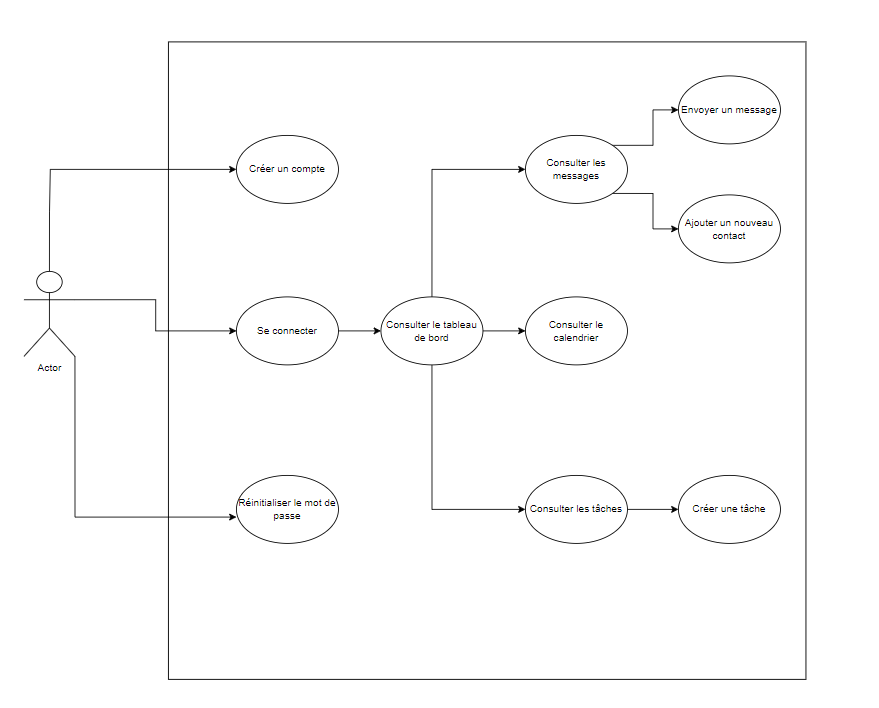 Envoyer un message
Créer un compte
Consulter les
messages
Ajouter un nouveau
contact
Actor
Se connecter
Consulter le tableau
de bord
Consulter le
calendrier
Réinitialiser le mot de
passe
Consulter les tâches
Créer une tâche